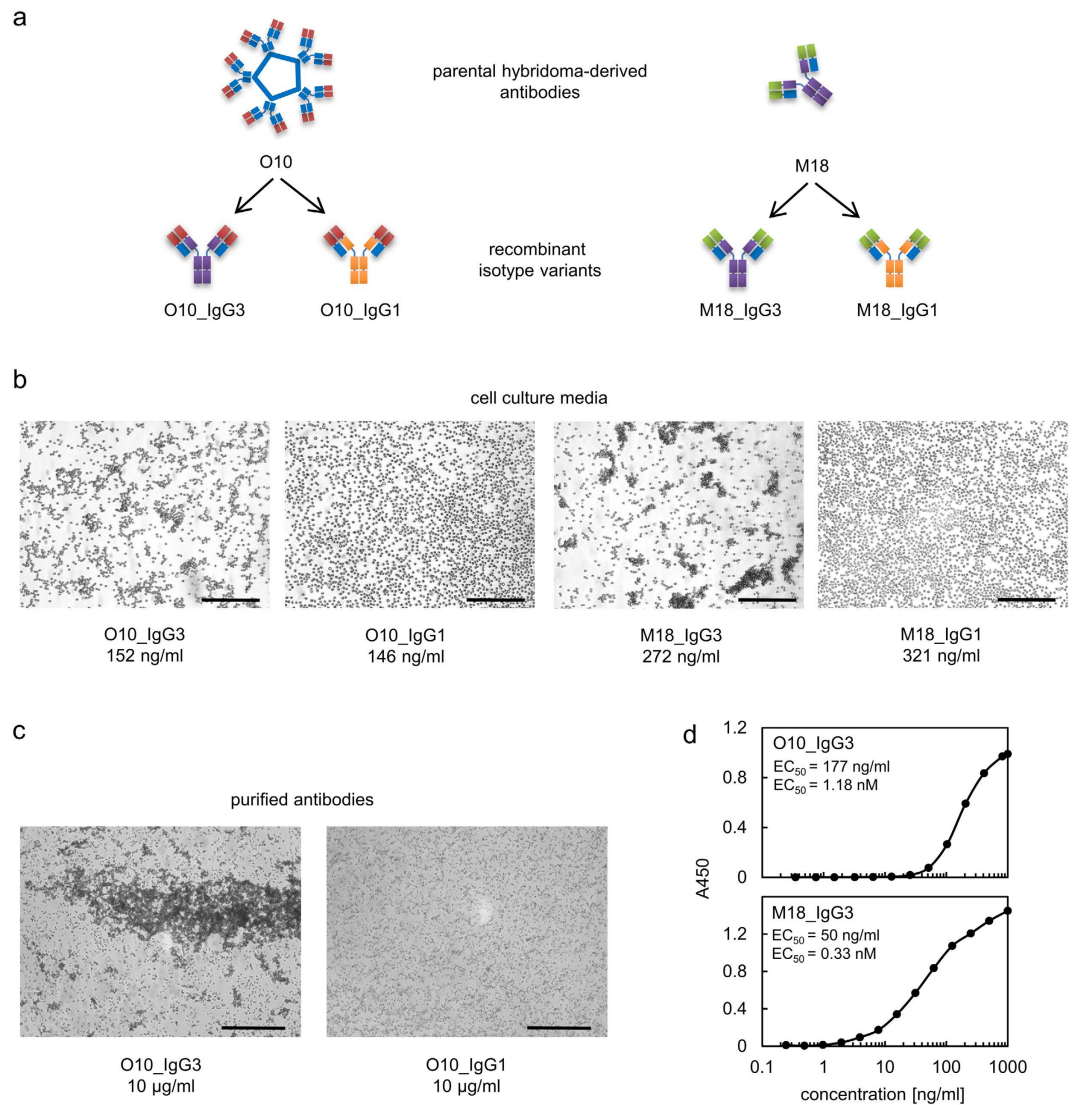 a
parental hybridoma-derived
antibodies
O10
M18
recombinant
isotype variants
O10_IgG3
O10_IgG1
M18_IgG3
M18_IgG1
b
cell culture media
O10_IgG3
152 ng/ml
O10_IgG1
146 ng/ml
M18_IgG3
272 ng/ml
M18_IgG1
321 ng/ml
c
purified antibodies
O10_IgG3
10 µg/ml
O10_IgG1
10 µg/ml
d
A450
1.2
0.8
0.4
0
O10_IgG3
EC50 = 177 ng/ml
EC50 = 1.18 nM
1.2
0.8
0.4
0
M18_IgG3
EC50 = 50 ng/ml
EC50 = 0.33 nM
0.1 1 10 100 1000
concentration [ng/ml]